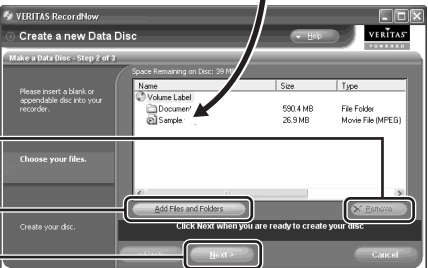 VERITAS RecordNow
Create a new Data Disc
Help
VERITAS
POWERED
Make a Data Disc - Step 2 of 3
Space Remaining on Disc: 39 M
Please insert a blank or
appendable disc into your
recorder.
Name Size Type
Volume Label
Document 590.4 MB File Folder
Sample 26.9 MB Movie File (MPEG)
Choose your files.
Add Files and Folders
Remove
Create your disc.
Click Next when you are ready to create your disc
Next >
Cancel